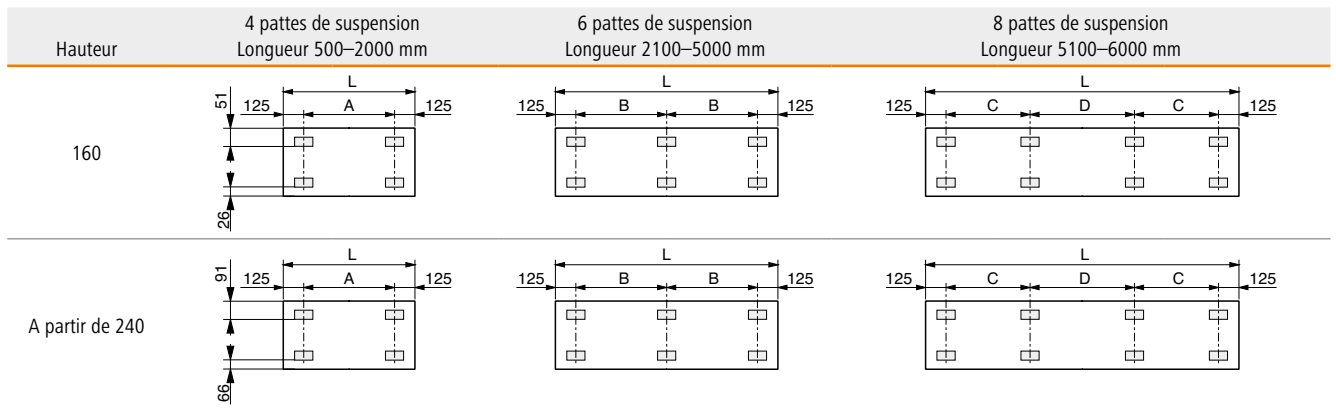 4 pattes de suspension
6 pattes de suspension
8 pattes de suspension
Hauteur
Longueur 500–2000 mm
Longueur 2100–5000 mm
Longueur 5100–6000 mm
L
L
L
51
125
A
125
B
B
125
125
C
D
C
125
160
26
L
L
L
91
125
A
125
B
B
125
125
C
D
C
125
A partir de 240
66